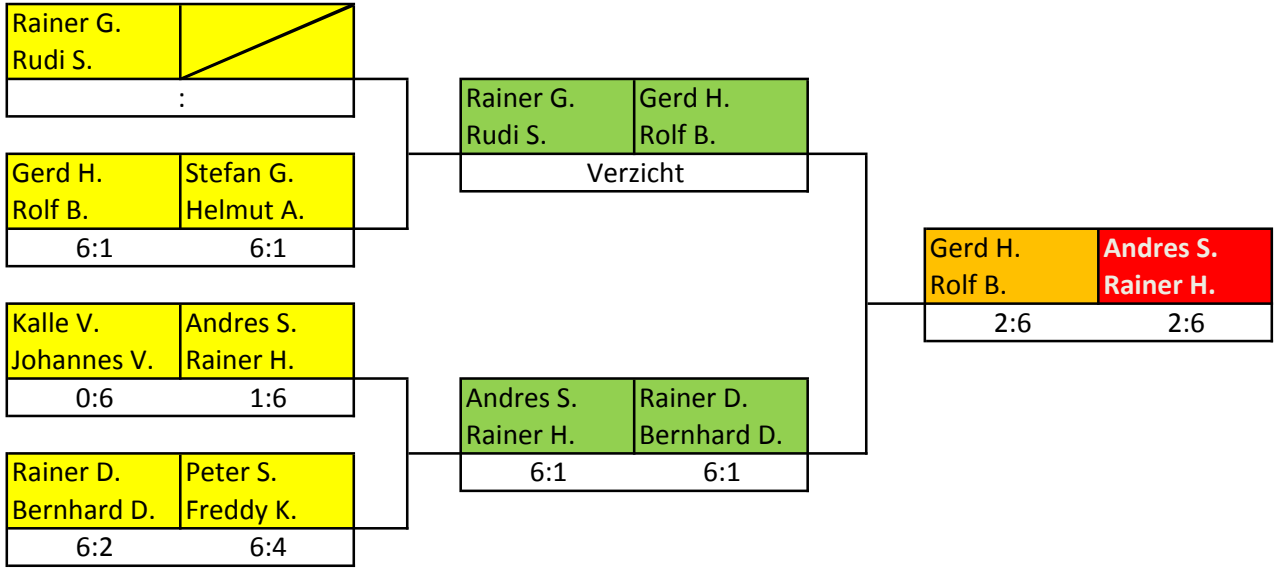 Rainer G.
Rudi S.
:
Gerd H. Stefan G.
Rolf B. Helmut A.
6:1 6:1
Kalle V. Andres S.
Johannes V. Rainer H.
0:6 1:6
Rainer D. Peter S.
Bernhard D. Freddy K.
6:2 6:4
Rainer G. Gerd H.
Rudi S. Rolf B.
Verzicht
Andres S. Rainer D.
Rainer H. Bernhard D.
6:1 6:1
Gerd H. Andres S.
Rolf B. Rainer H.
2:6 2:6